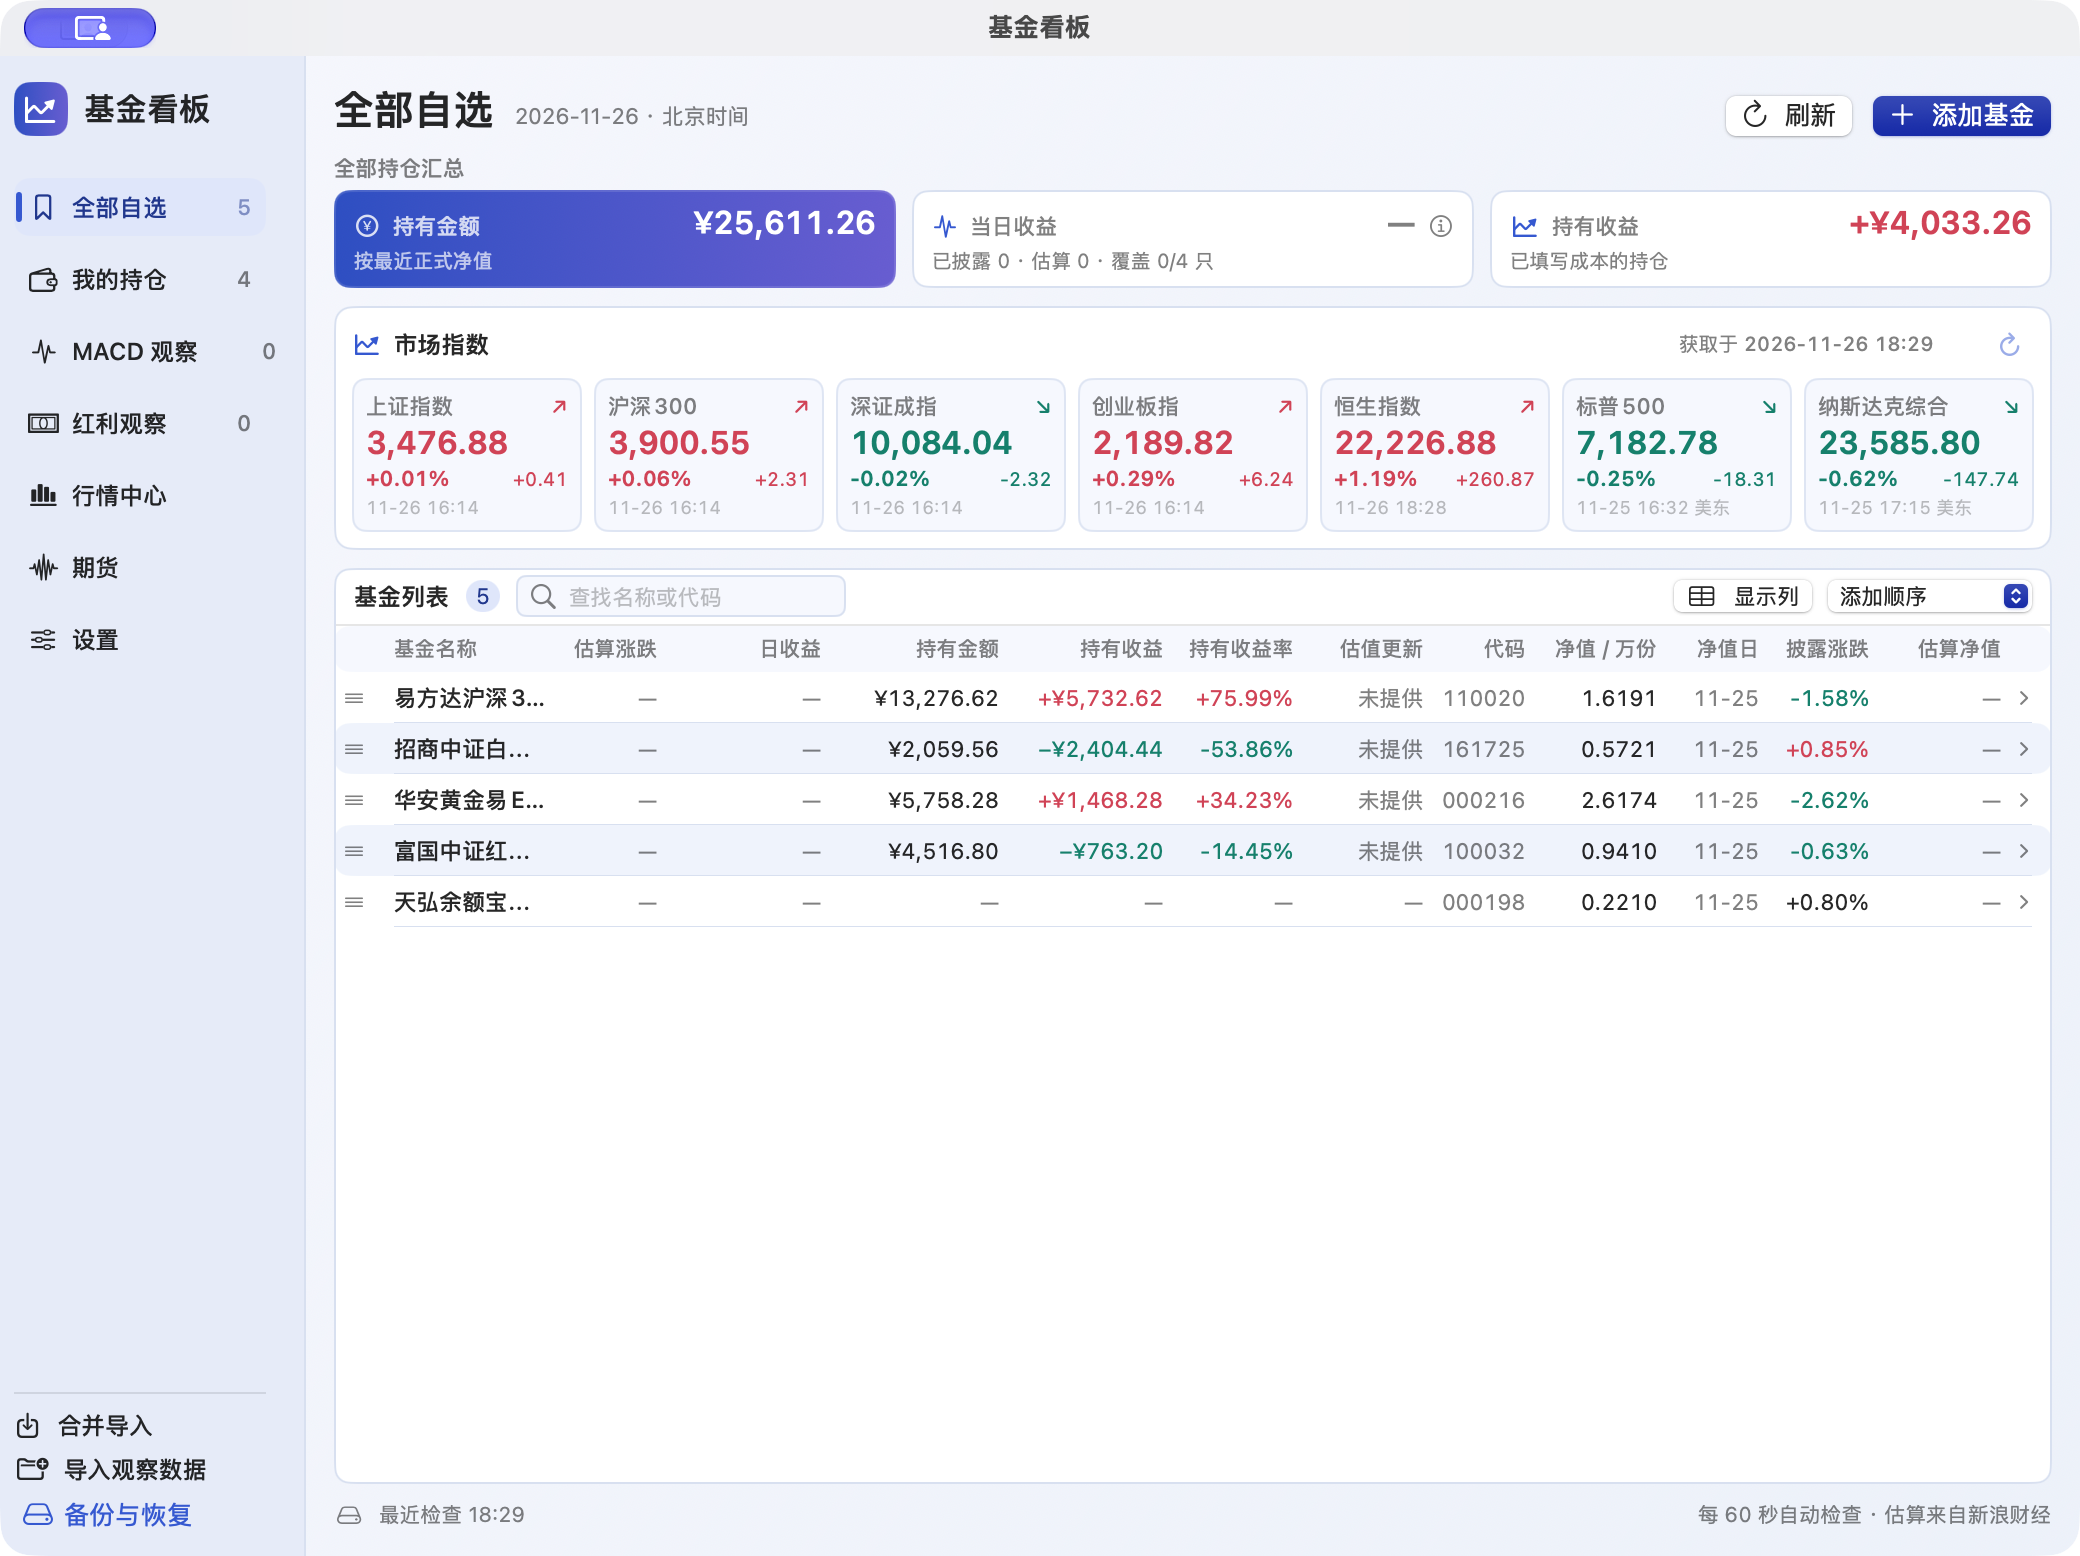 基金看板
基金看板
全部自选 5
我的持仓 4
MACD 观察 0
红利观察 0
行情中心
期货
设置
合并导入
导入观察数据
备份与恢复
全部自选 2026-11-26 · 北京时间
刷新
添加基金
全部持仓汇总
持有金额 ¥25,611.26
按最近正式净值
当日收益 —
已披露 0 · 估算 0 · 覆盖 0/4 只
持有收益 +¥4,033.26
已填写成本的持仓
市场指数
获取于 2026-11-26 18:29
上证指数
3,476.88
+0.01% +0.41
11-26 16:14
沪深300
3,900.55
+0.06% +2.31
11-26 16:14
深证成指
10,084.04
-0.02% -2.32
11-26 16:14
创业板指
2,189.82
+0.29% +6.24
11-26 16:14
恒生指数
22,226.88
+1.19% +260.87
11-26 18:28
标普500
7,182.78
-0.25% -18.31
11-25 16:32 美东
纳斯达克综合
23,585.80
-0.62% -147.74
11-25 17:15 美东
基金列表 5
查找名称或代码
显示列
添加顺序
基金名称 估算涨跌 日收益 持有金额 持有收益 持有收益率 估值更新 代码 净值 / 万份 净值日 披露涨跌 估算净值
易方达沪深3... — — ¥13,276.62 +¥5,732.62 +75.99% 未提供 110020 1.6191 11-25 -1.58% —
招商中证白... — — ¥2,059.56 –¥2,404.44 -53.86% 未提供 161725 0.5721 11-25 +0.85% —
华安黄金易E... — — ¥5,758.28 +¥1,468.28 +34.23% 未提供 000216 2.6174 11-25 -2.62% —
富国中证红... — — ¥4,516.80 –¥763.20 -14.45% 未提供 100032 0.9410 11-25 -0.63% —
天弘余额宝... — — — — — — 000198 0.2210 11-25 +0.80% —
最近检查 18:29
每 60 秒自动检查 · 估算来自新浪财经